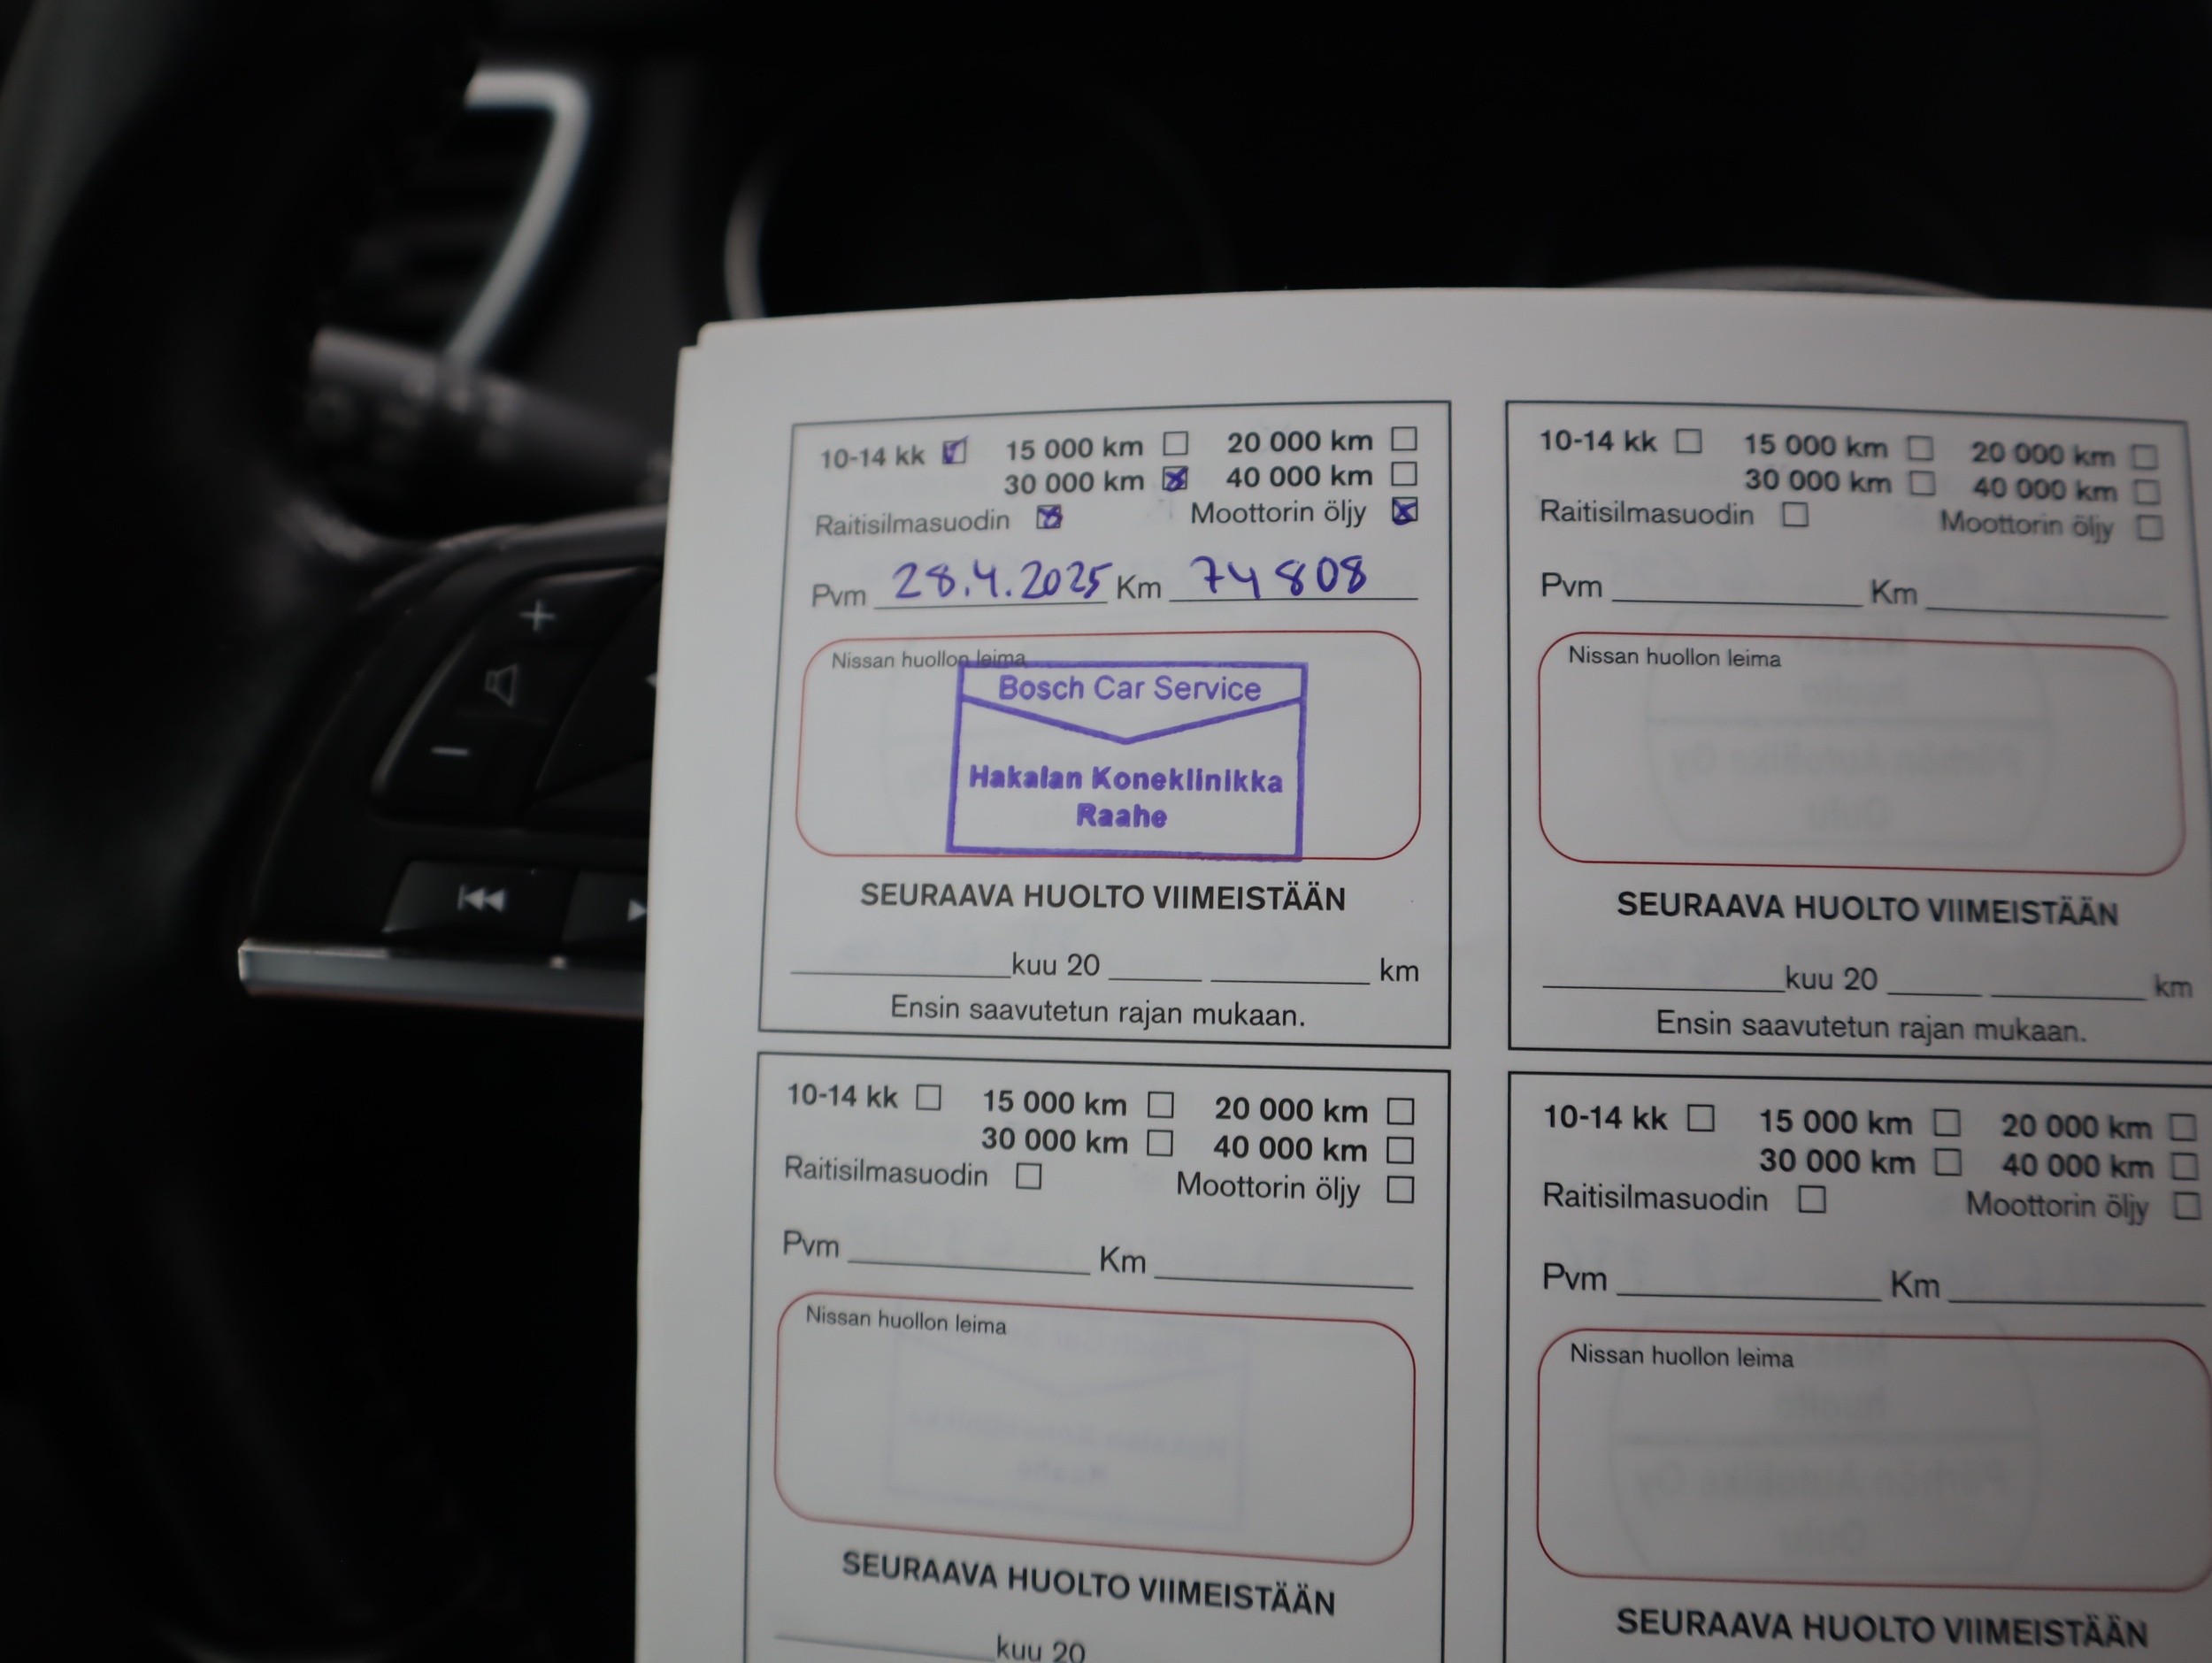 10-14 kk 15 000 km 20 000 km
30 000 km 40 000 km
Raitisilmasuodin Moottorin öljy
Pvm 28.4.2025 Km 74 808
Nissan huollon leima
Bosch Car Service
Hakalan Koneklinikka
Raahe
SEURAAVA HUOLTO VIIMEISTÄÄN
kuu 20 km
Ensin saavutetun rajan mukaan.
10-14 kk 15 000 km 20 000 km
30 000 km 40 000 km
Raitisilmasuodin Moottorin öljy
Pvm Km
Nissan huollon leima
SEURAAVA HUOLTO VIIMEISTÄÄN
kuu 20 km
Ensin saavutetun rajan mukaan.
10-14 kk 15 000 km 20 000 km
30 000 km 40 000 km
Raitisilmasuodin Moottorin öljy
Pvm Km
Nissan huollon leima
SEURAAVA HUOLTO VIIMEISTÄÄN
kuu 20
10-14 kk 15 000 km 20 000 km
30 000 km 40 000 km
Raitisilmasuodin Moottorin öljy
Pvm Km
Nissan huollon leima
SEURAAVA HUOLTO VIIMEISTÄÄN